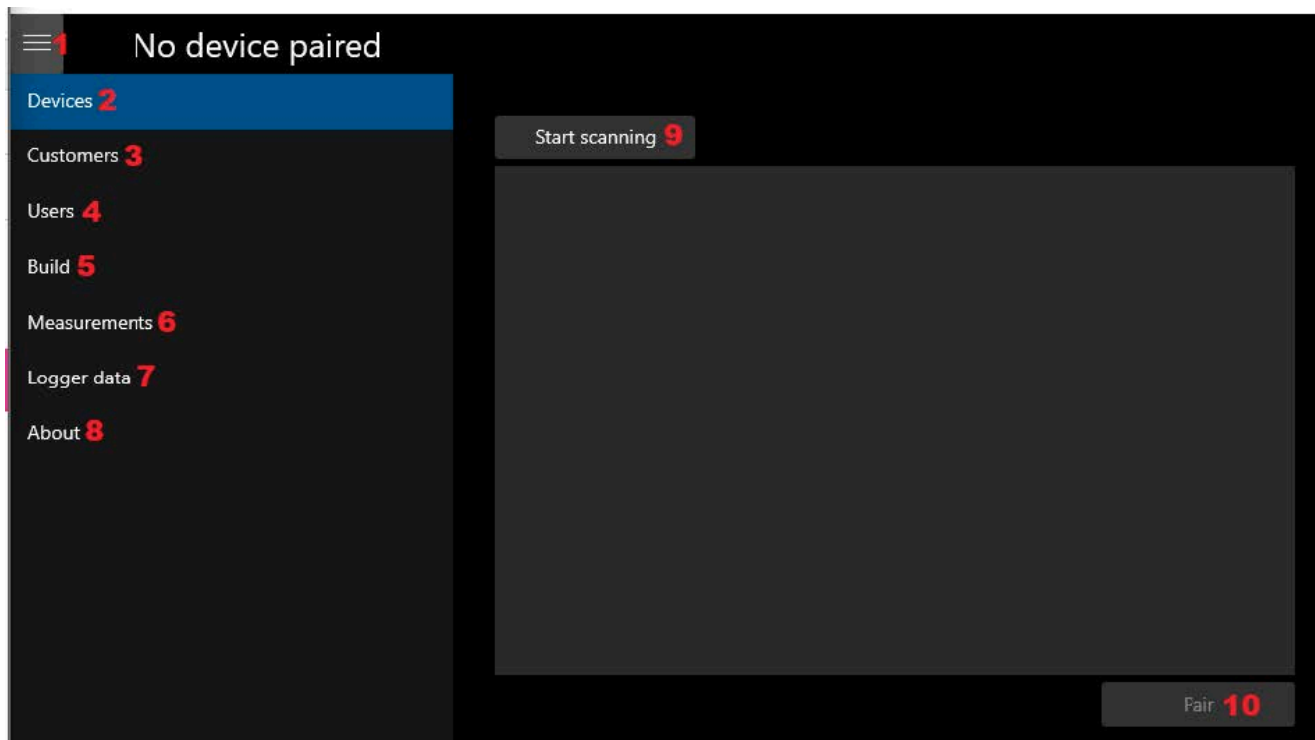 1 No device paired
Devices 2
Start scanning 9
Customers 3
Users 4
Build 5
Measurements 6
Logger data 7
About 8
Fair 10